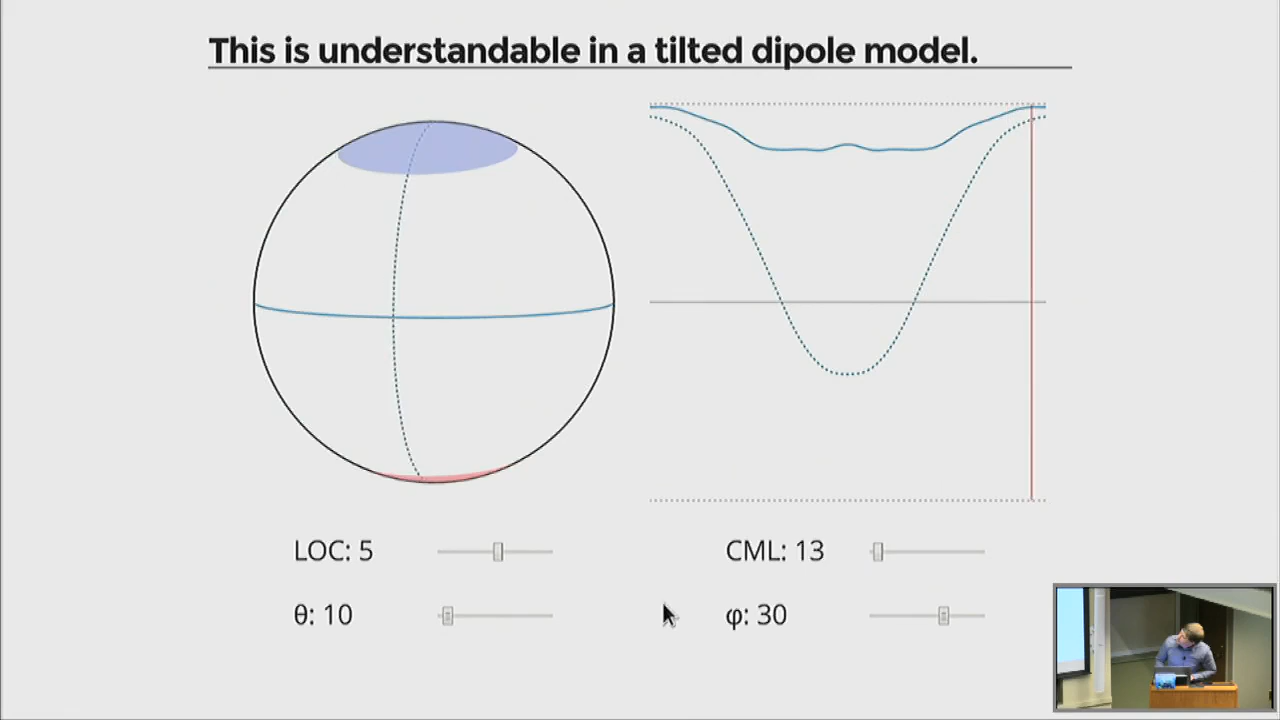 This is understandable in a tilted dipole model.
LOC: 5
CML: 13
θ: 10
φ: 30